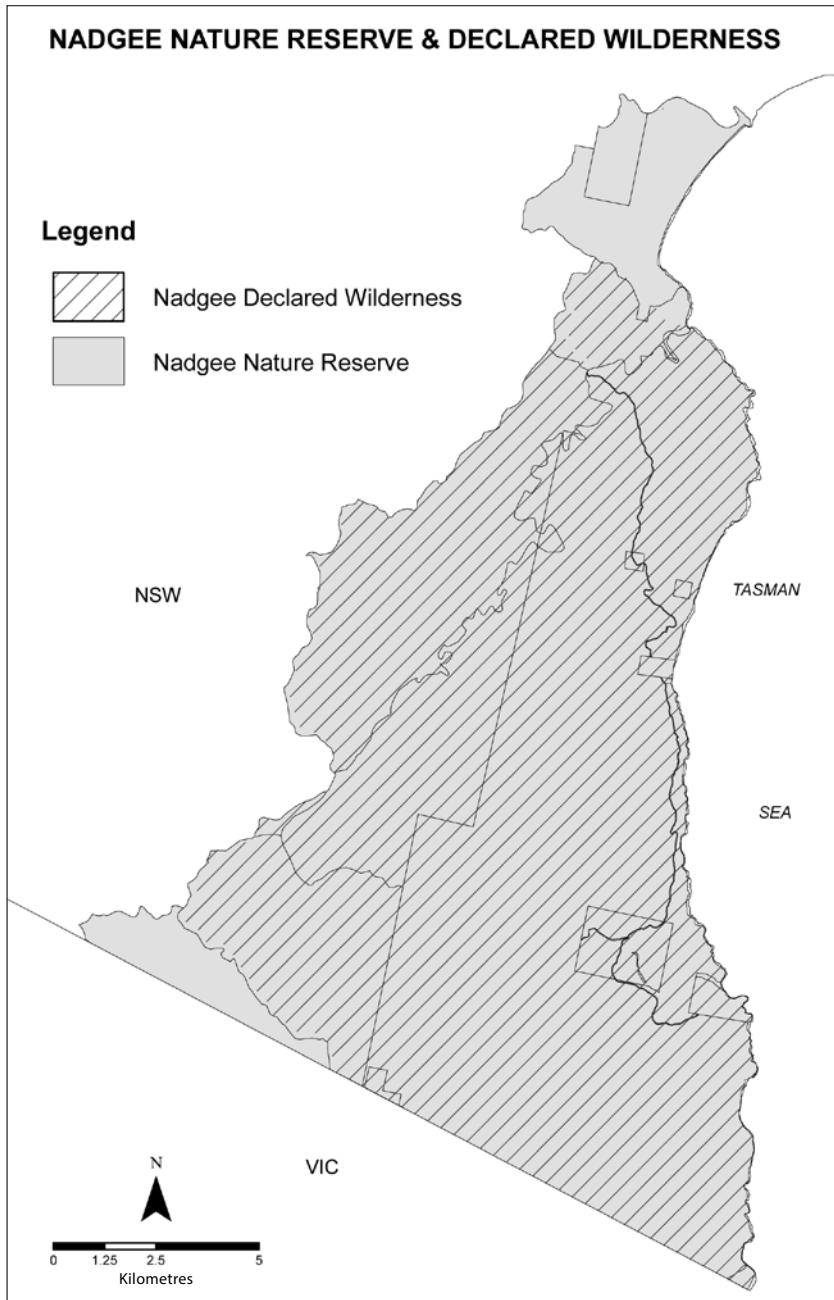 NADGEE NATURE RESERVE & DECLARED WILDERNESS
Legend
Nadgee Declared Wilderness
Nadgee Nature Reserve
NSW
TASMAN
SEA
VIC
N
0 1.25 2.5 5
Kilometres